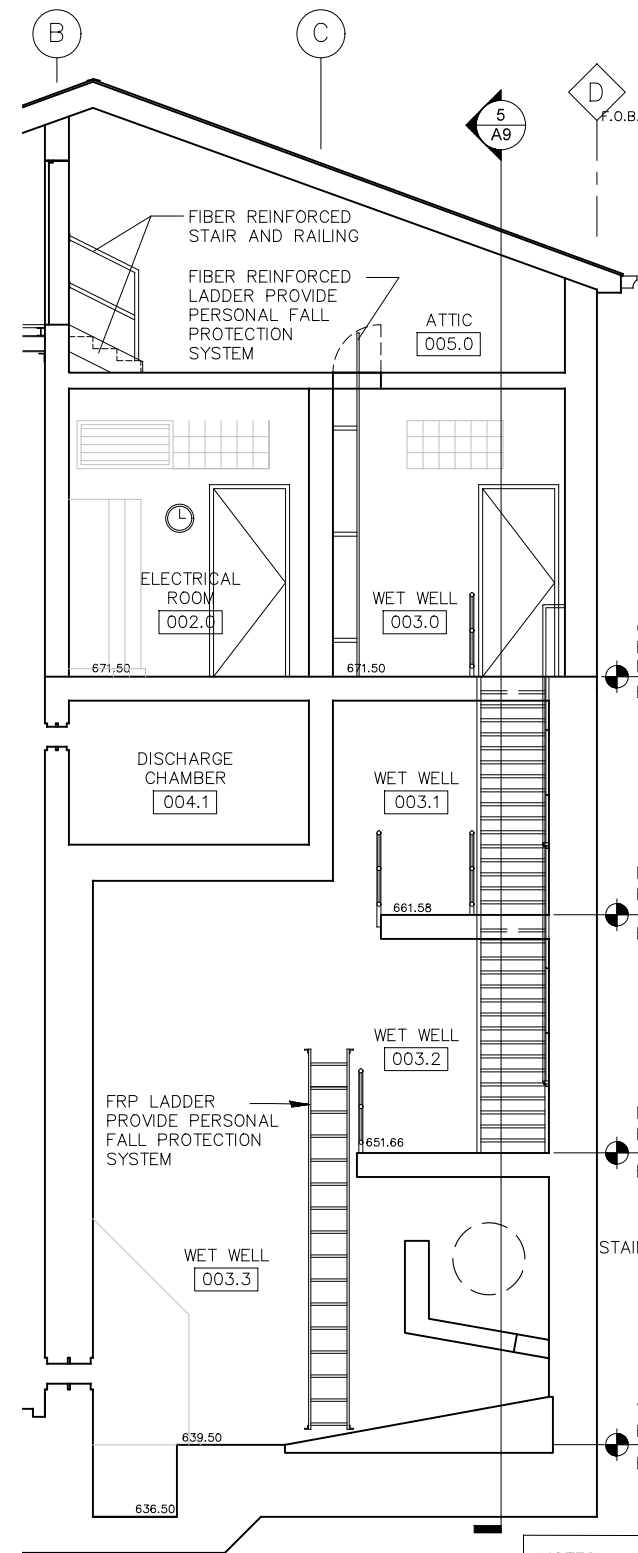 B
C
D
F.O.B.
5
A9
FIBER REINFORCED
STAIR AND RAILING
FIBER REINFORCED
LADDER PROVIDE
PERSONAL FALL
PROTECTION
SYSTEM
ATTIC
005.0
ELECTRICAL
ROOM
002.0
671.50
WET WELL
003.0
671.50
DISCHARGE
CHAMBER
004.1
WET WELL
003.1
661.58
WET WELL
003.2
FRP LADDER
PROVIDE PERSONAL
FALL PROTECTION
SYSTEM
651.66
WET WELL
003.3
STAI
639.50
636.50